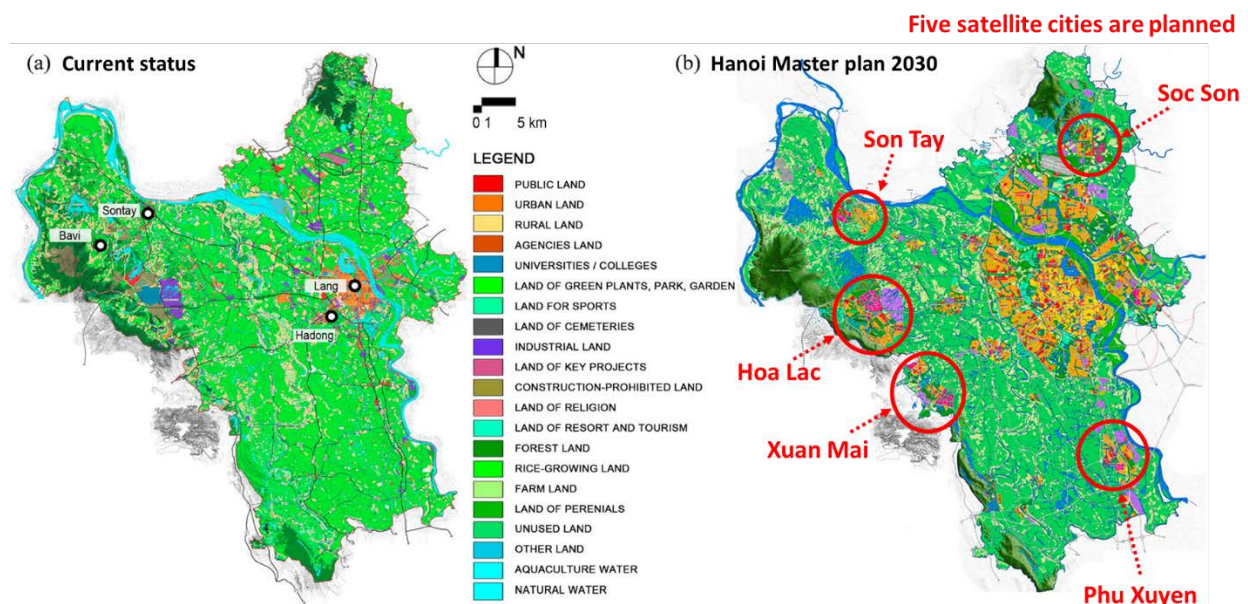 Five satellite cities are planned
(a) Current status
N
0 1 5 km
LEGEND
PUBLIC LAND
URBAN LAND
RURAL LAND
AGENCIES LAND
UNIVERSITIES / COLLEGES
LAND OF GREEN PLANTS, PARK, GARDEN
LAND FOR SPORTS
LAND OF CEMETERIES
INDUSTRIAL LAND
LAND OF KEY PROJECTS
CONSTRUCTION-PROHIBITED LAND
LAND OF RELIGION
LAND OF RESORT AND TOURISM
FOREST LAND
RICE-GROWING LAND
FARM LAND
LAND OF PERENIALS
UNUSED LAND
OTHER LAND
AQUACULTURE WATER
NATURAL WATER
Sontay
Bavi
Lang
Hadong
(b) Hanoi Master plan 2030
Soc Son
Son Tay
Hoa Lac
Xuan Mai
Phu Xuyen